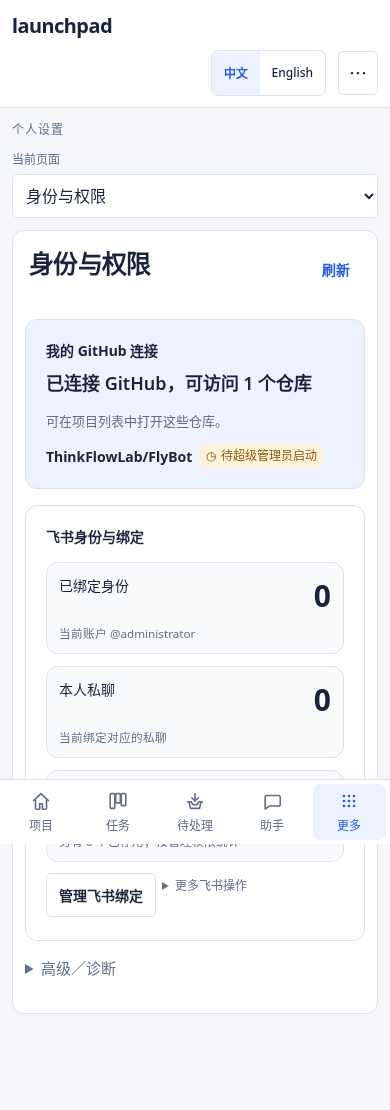 launchpad
中文
English
个人设置
当前页面
身份与权限
身份与权限
刷新
我的 GitHub 连接
已连接 GitHub，可访问 1 个仓库
可在项目列表中打开这些仓库。
ThinkFlowLab/FlyBot
待超级管理员启动
飞书身份与绑定
已绑定身份
0
当前账户 @administrator
本人私聊
0
当前绑定对应的私聊
项目
任务
待处理
助手
更多
管理飞书绑定
更多飞书操作
高级／诊断